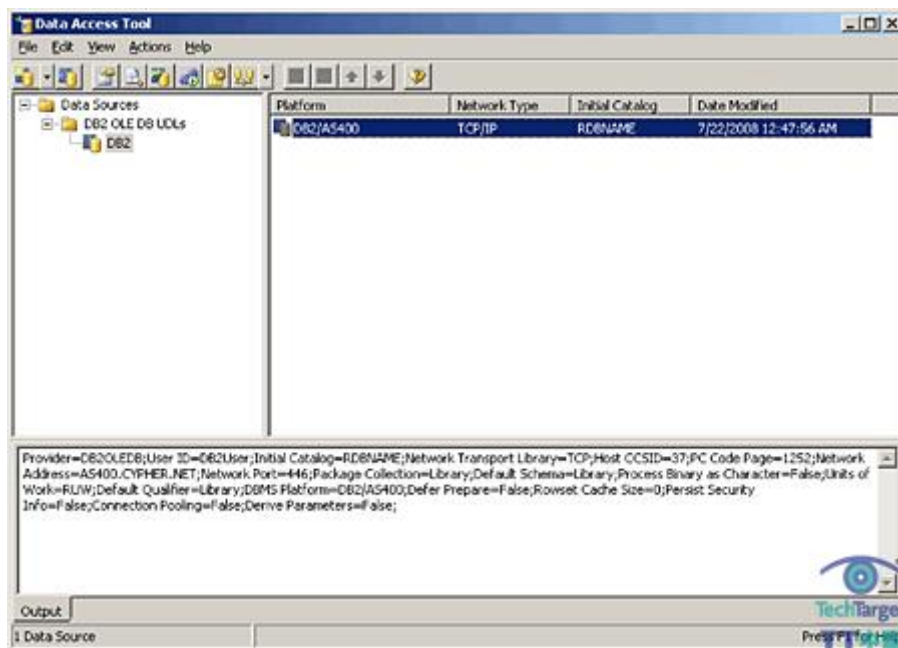 Data Access Tool
File Edit View Actions Help
Data Sources
DB2 OLE DB UDLs
DB2
Platform Network Type Initial Catalog Date Modified
DB2/AS400 TCP/IP RDBNAME 7/22/2008 12:47:56 AM
Provider=DB2OLEDB;User ID=DB2User;Initial Catalog=RDBNAME;Network Transport Library=TCP;Host CCSID=37;PC Code Page=1252;Network
Address=AS400.CYPHER.NET;Network Port=446;Package Collection=Library;Default Schema=Library;Process Binary as Character=False;Units of
Work=RUW;Default Qualifier=Library;DBMS Platform=DB2/AS400;Defer Prepare=False;Rowset Cache Size=0;Persist Security
Info=False;Connection Pooling=False;Derive Parameters=False;
Output
TechTarge
1 Data Source
Press F1 for Help